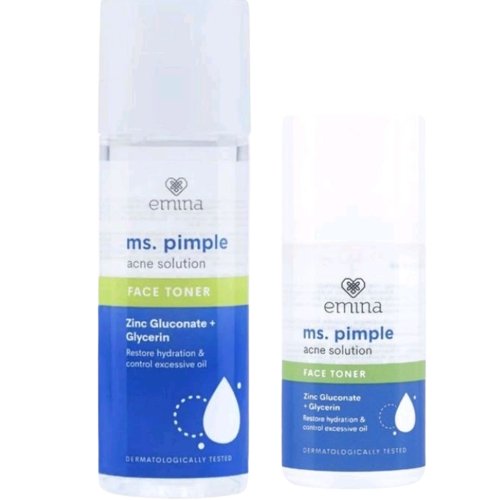 emina
ms. pimple
acne solution
FACE TONER
Zinc Gluconate +
Glycerin
Restore hydration &
control excessive oil
DERMATOLOGICALLY TESTED
emina
ms. pimple
acne solution
FACE TONER
Zinc Gluconate
+ Glycerin
Restore hydration &
control excessive oil
DERMATOLOGICALLY TESTED